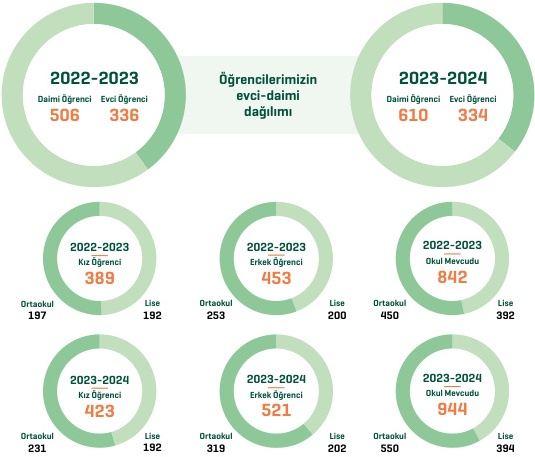 2022-2023
Daimi Öğrenci Evci Öğrenci
506 336
Öğrencilerimizin
evci-daimi
dağılımı
2023-2024
Daimi Öğrenci Evci Öğrenci
610 334
2022-2023
Kız Öğrenci
389
Ortaokul Lise
197 192
2022-2023
Erkek Öğrenci
453
Ortaokul Lise
253 200
2022-2023
Okul Mevcudu
842
Ortaokul Lise
450 392
2023-2024
Kız Öğrenci
423
Ortaokul Lise
231 192
2023-2024
Erkek Öğrenci
521
Ortaokul Lise
319 202
2023-2024
Okul Mevcudu
944
Ortaokul Lise
550 394